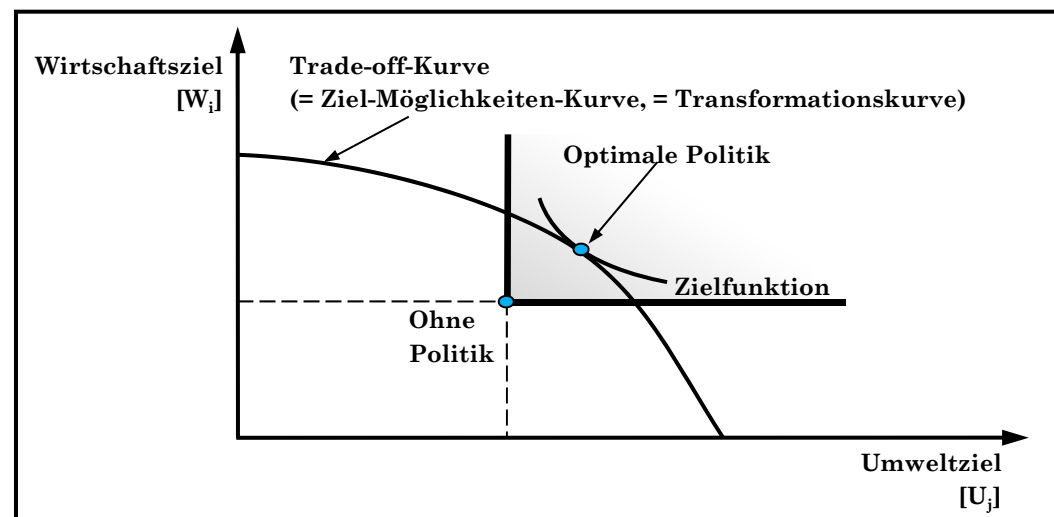 Wirtschaftsziel
[Wi]
Trade-off-Kurve
(= Ziel-Möglichkeiten-Kurve, = Transformationskurve)
Optimale Politik
Zielfunktion
Ohne
Politik
Umweltziel
[Uj]